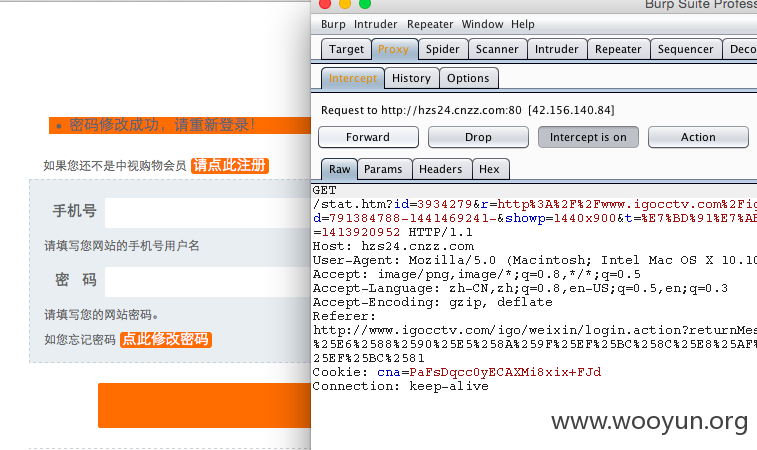 密码修改成功，请重新登录！
如果您还不是中视购物会员 请点此注册
手机号
请填写您网站的手机号用户名
密 码
请填写您的网站密码。
如您忘记密码 点此修改密码
Burp Suite Profess
Burp Intruder Repeater Window Help
Target Proxy Spider Scanner Intruder Repeater Sequencer Deco
Intercept History Options
Request to http://hzs24.cnzz.com:80 [42.156.140.84]
Forward Drop Intercept is on Action
Raw Params Headers Hex
GET
/stat.htm?id=3934279&r=http%3A%2F%2Fwww.igocctv.com%2Fig
d=791384788-1441469241-&showp=1440x900&t=%E7%BD%91%E7%AB
=1413920952 HTTP/1.1
Host: hzs24.cnzz.com
User-Agent: Mozilla/5.0 (Macintosh; Intel Mac OS X 10.10
Accept: image/png,image/*;q=0.8,*/*;q=0.5
Accept-Language: zh-CN,zh;q=0.8,en-US;q=0.5,en;q=0.3
Accept-Encoding: gzip, deflate
Referer:
http://www.igocctv.com/igo/weixin/login.action?returnMes
%25E6%2588%2590%25E5%258A%259F%25EF%25BC%258C%25E8%25AF%
25EF%25BC%2581
Cookie: cna=PaFsDqcc0yECAXMi8xix+FJd
Connection: keep-alive
www.wooyun.org